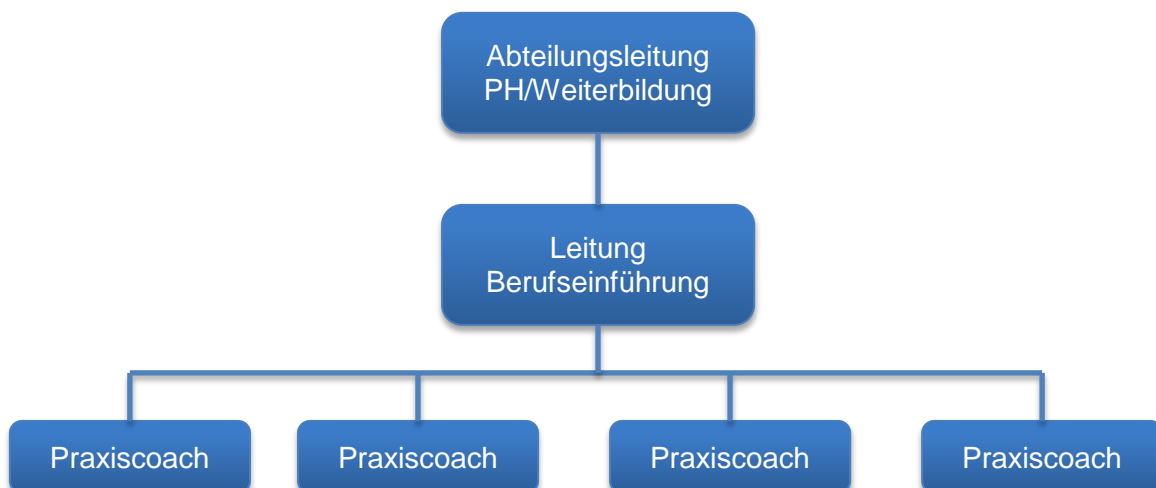 Abteilungsleitung
PH/Weiterbildung
Leitung
Berufseinführung
Praxiscoach
Praxiscoach
Praxiscoach
Praxiscoach